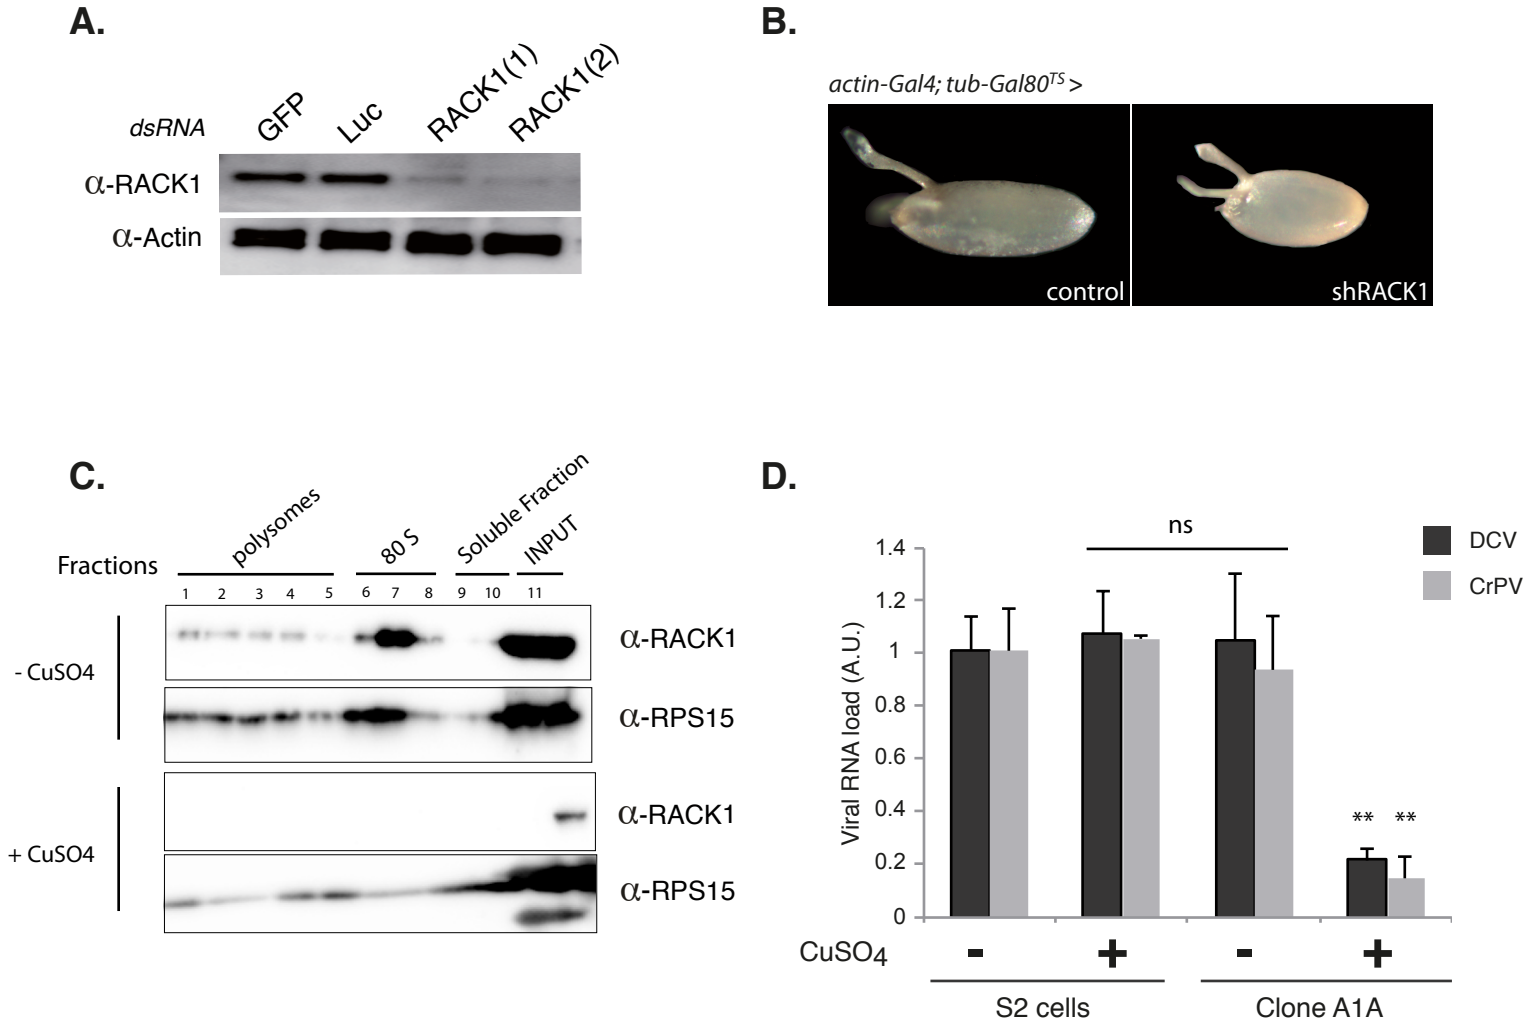 A.
dsRNA GFP Luc RACK1(1) RACK1(2)
α-RACK1
α-Actin
B.
actin-Gal4; tub-Gal80TS >
control
shRACK1
C.
Fractions polysomes 80 S Soluble Fraction INPUT
1 2 3 4 5 6 7 8 9 10 11
- CuSO4
α-RACK1
α-RPS15
+ CuSO4
α-RACK1
α-RPS15
D.
ns
DCV
CrPV
Viral RNA load (A.U.)
1.4
1.2
1
0.8
0.6
0.4
0.2
0
** **
CuSO4 - + - +
S2 cells Clone A1A